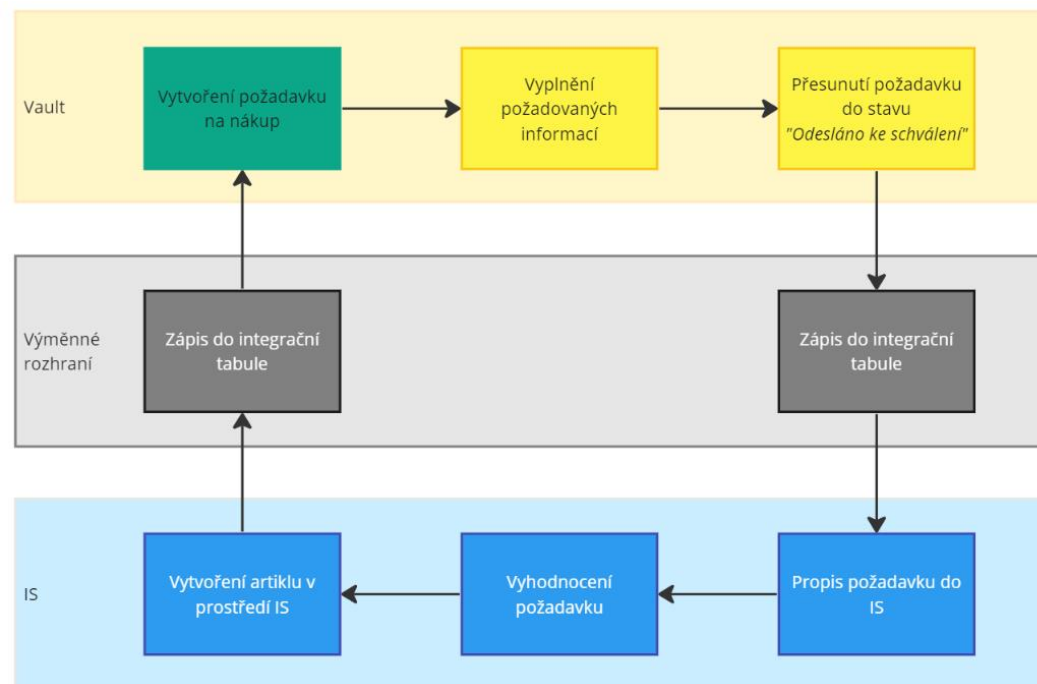 Vault
Vytvoření požadavku
na nákup
Vyplnění
požadovaných
informací
Přesunutí požadavku
do stavu
"Odesláno ke schválení"
Výměnné
rozhraní
Zápis do integrační
tabule
Zápis do integrační
tabule
IS
Vytvoření artiklu v
prostředí IS
Vyhodnocení
požadavku
Propis požadavku do
IS